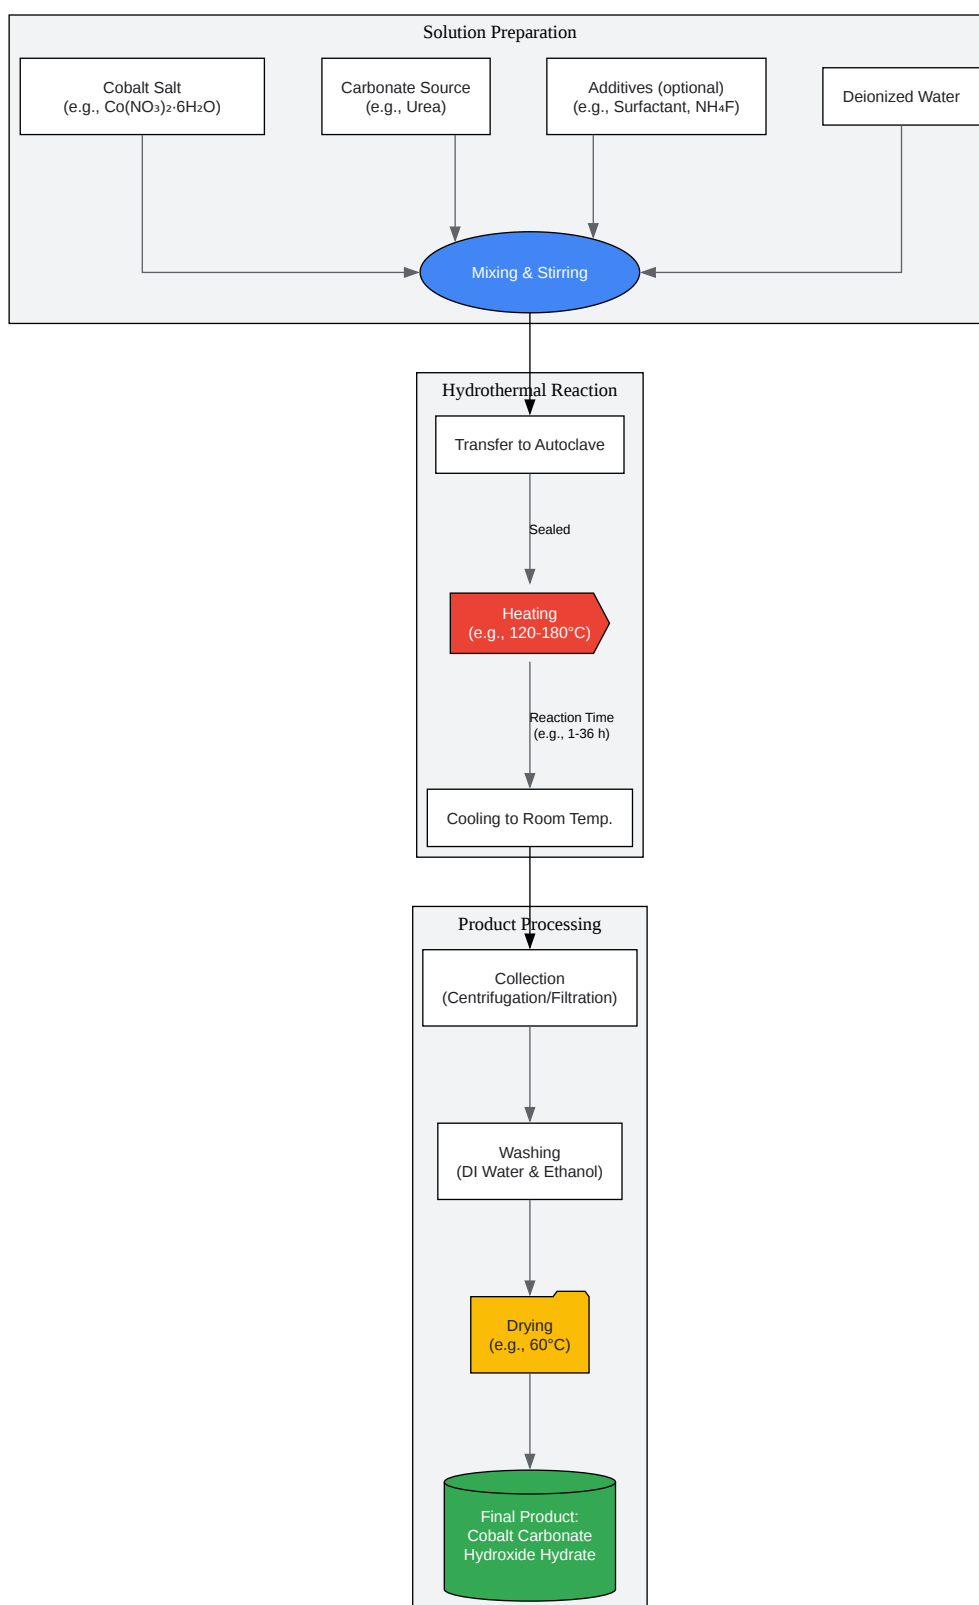 Solution Preparation
Cobalt Salt
(e.g., Co(NO₃)₂·6H₂O)
Carbonate Source
(e.g., Urea)
Additives (optional)
(e.g., Surfactant, NH₄F)
Deionized Water
Mixing & Stirring
Hydrothermal Reaction
Transfer to Autoclave
Sealed
Heating
(e.g., 120-180°C)
Reaction Time
(e.g., 1-36 h)
Cooling to Room Temp.
Product Processing
Collection
(Centrifugation/Filtration)
Washing
(DI Water & Ethanol)
Drying
(e.g., 60°C)
Final Product:
Cobalt Carbonate
Hydroxide Hydrate